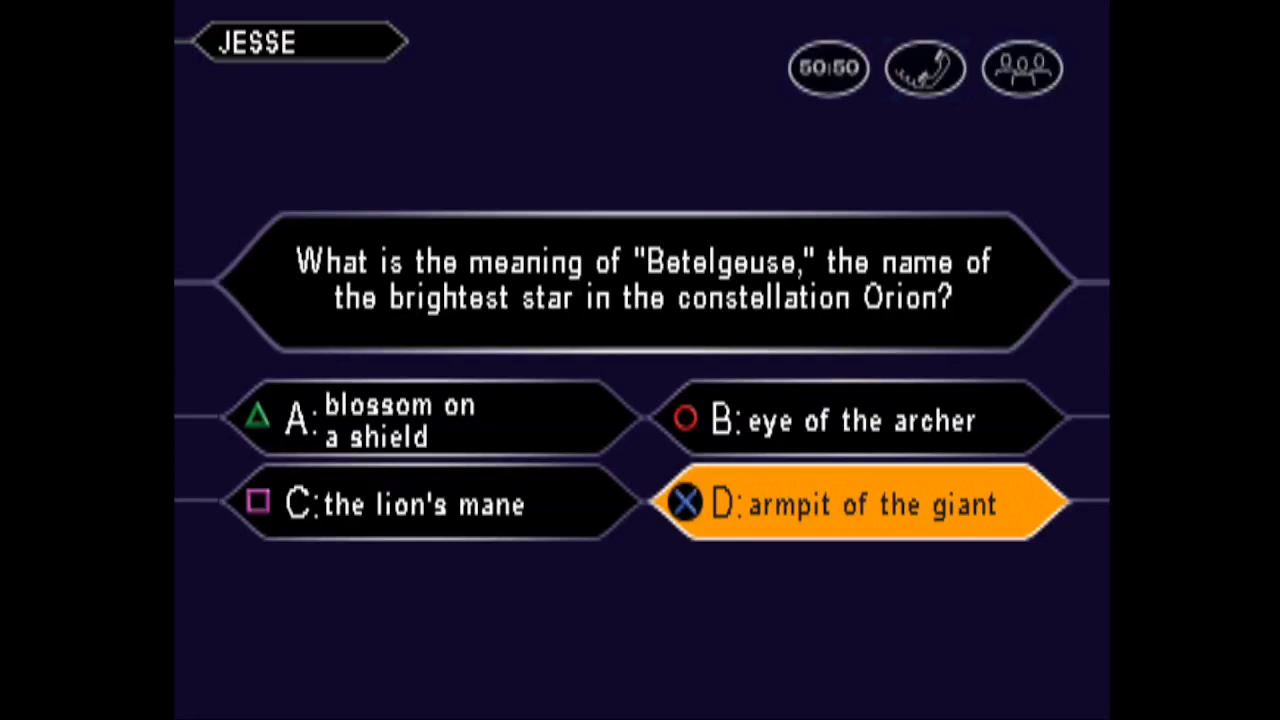 JESSE
50:50
What is the meaning of "Betelgeuse," the name of
the brightest star in the constellation Orion?
A: blossom on
a shield
B: eye of the archer
C: the lion's mane
D: armpit of the giant